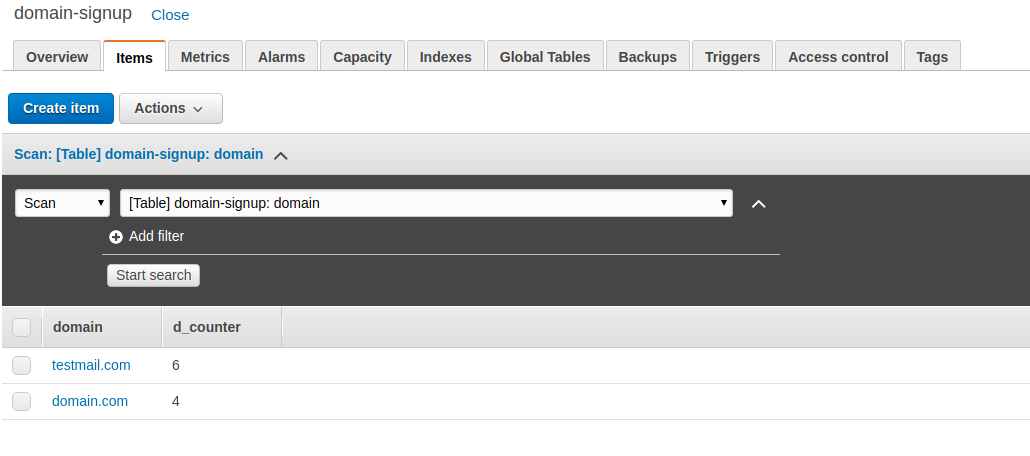 domain-signup Close
Overview Items Metrics Alarms Capacity Indexes Global Tables Backups Triggers Access control Tags
Create item Actions
Scan: [Table] domain-signup: domain
Scan [Table] domain-signup: domain
Add filter
Start search
domain d_counter
testmail.com 6
domain.com 4